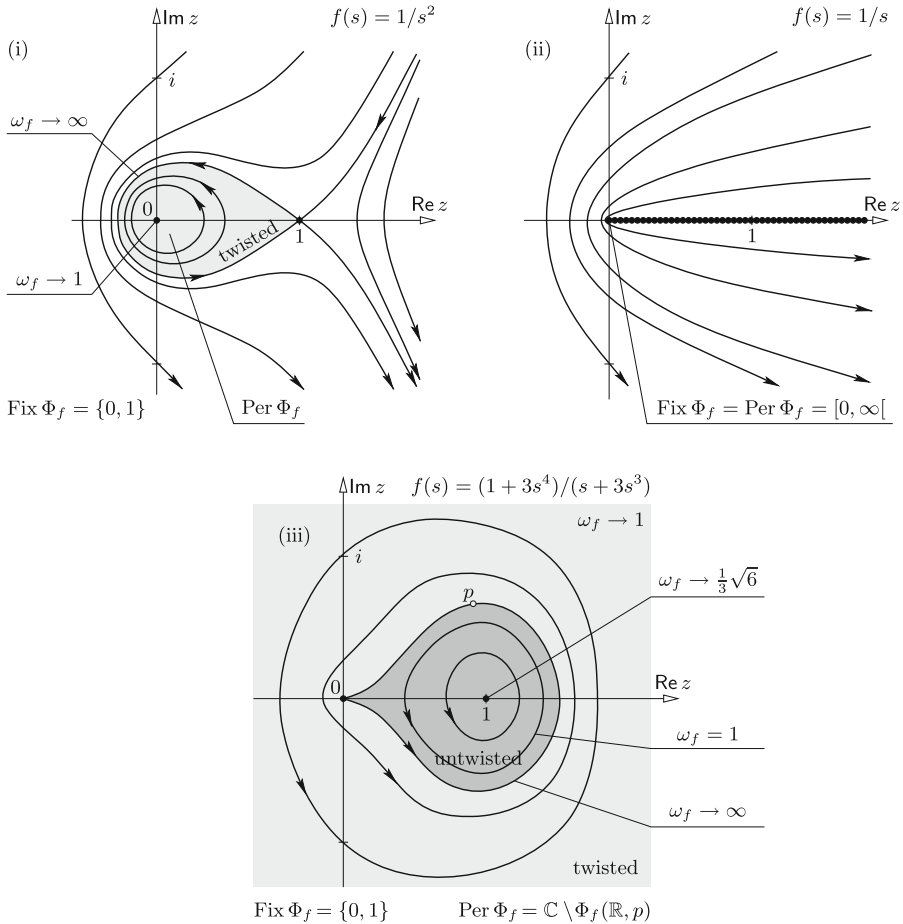 (i)
Im z
f(s) = 1/s²
i
ω_f → ∞
0
Re z
1
twisted
ω_f → 1
Fix Φ_f = {0, 1}
Per Φ_f
(ii)
Im z
f(s) = 1/s
i
Re z
1
Fix Φ_f = Per Φ_f = [0, ∞[
Im z
f(s) = (1 + 3s⁴)/(s + 3s³)
(iii)
ω_f → 1
i
ω_f → ⅓√6
p
0
Re z
1
ω_f = 1
untwisted
ω_f → ∞
twisted
Fix Φ_f = {0, 1}
Per Φ_f = ℂ \ Φ_f(ℝ, p)